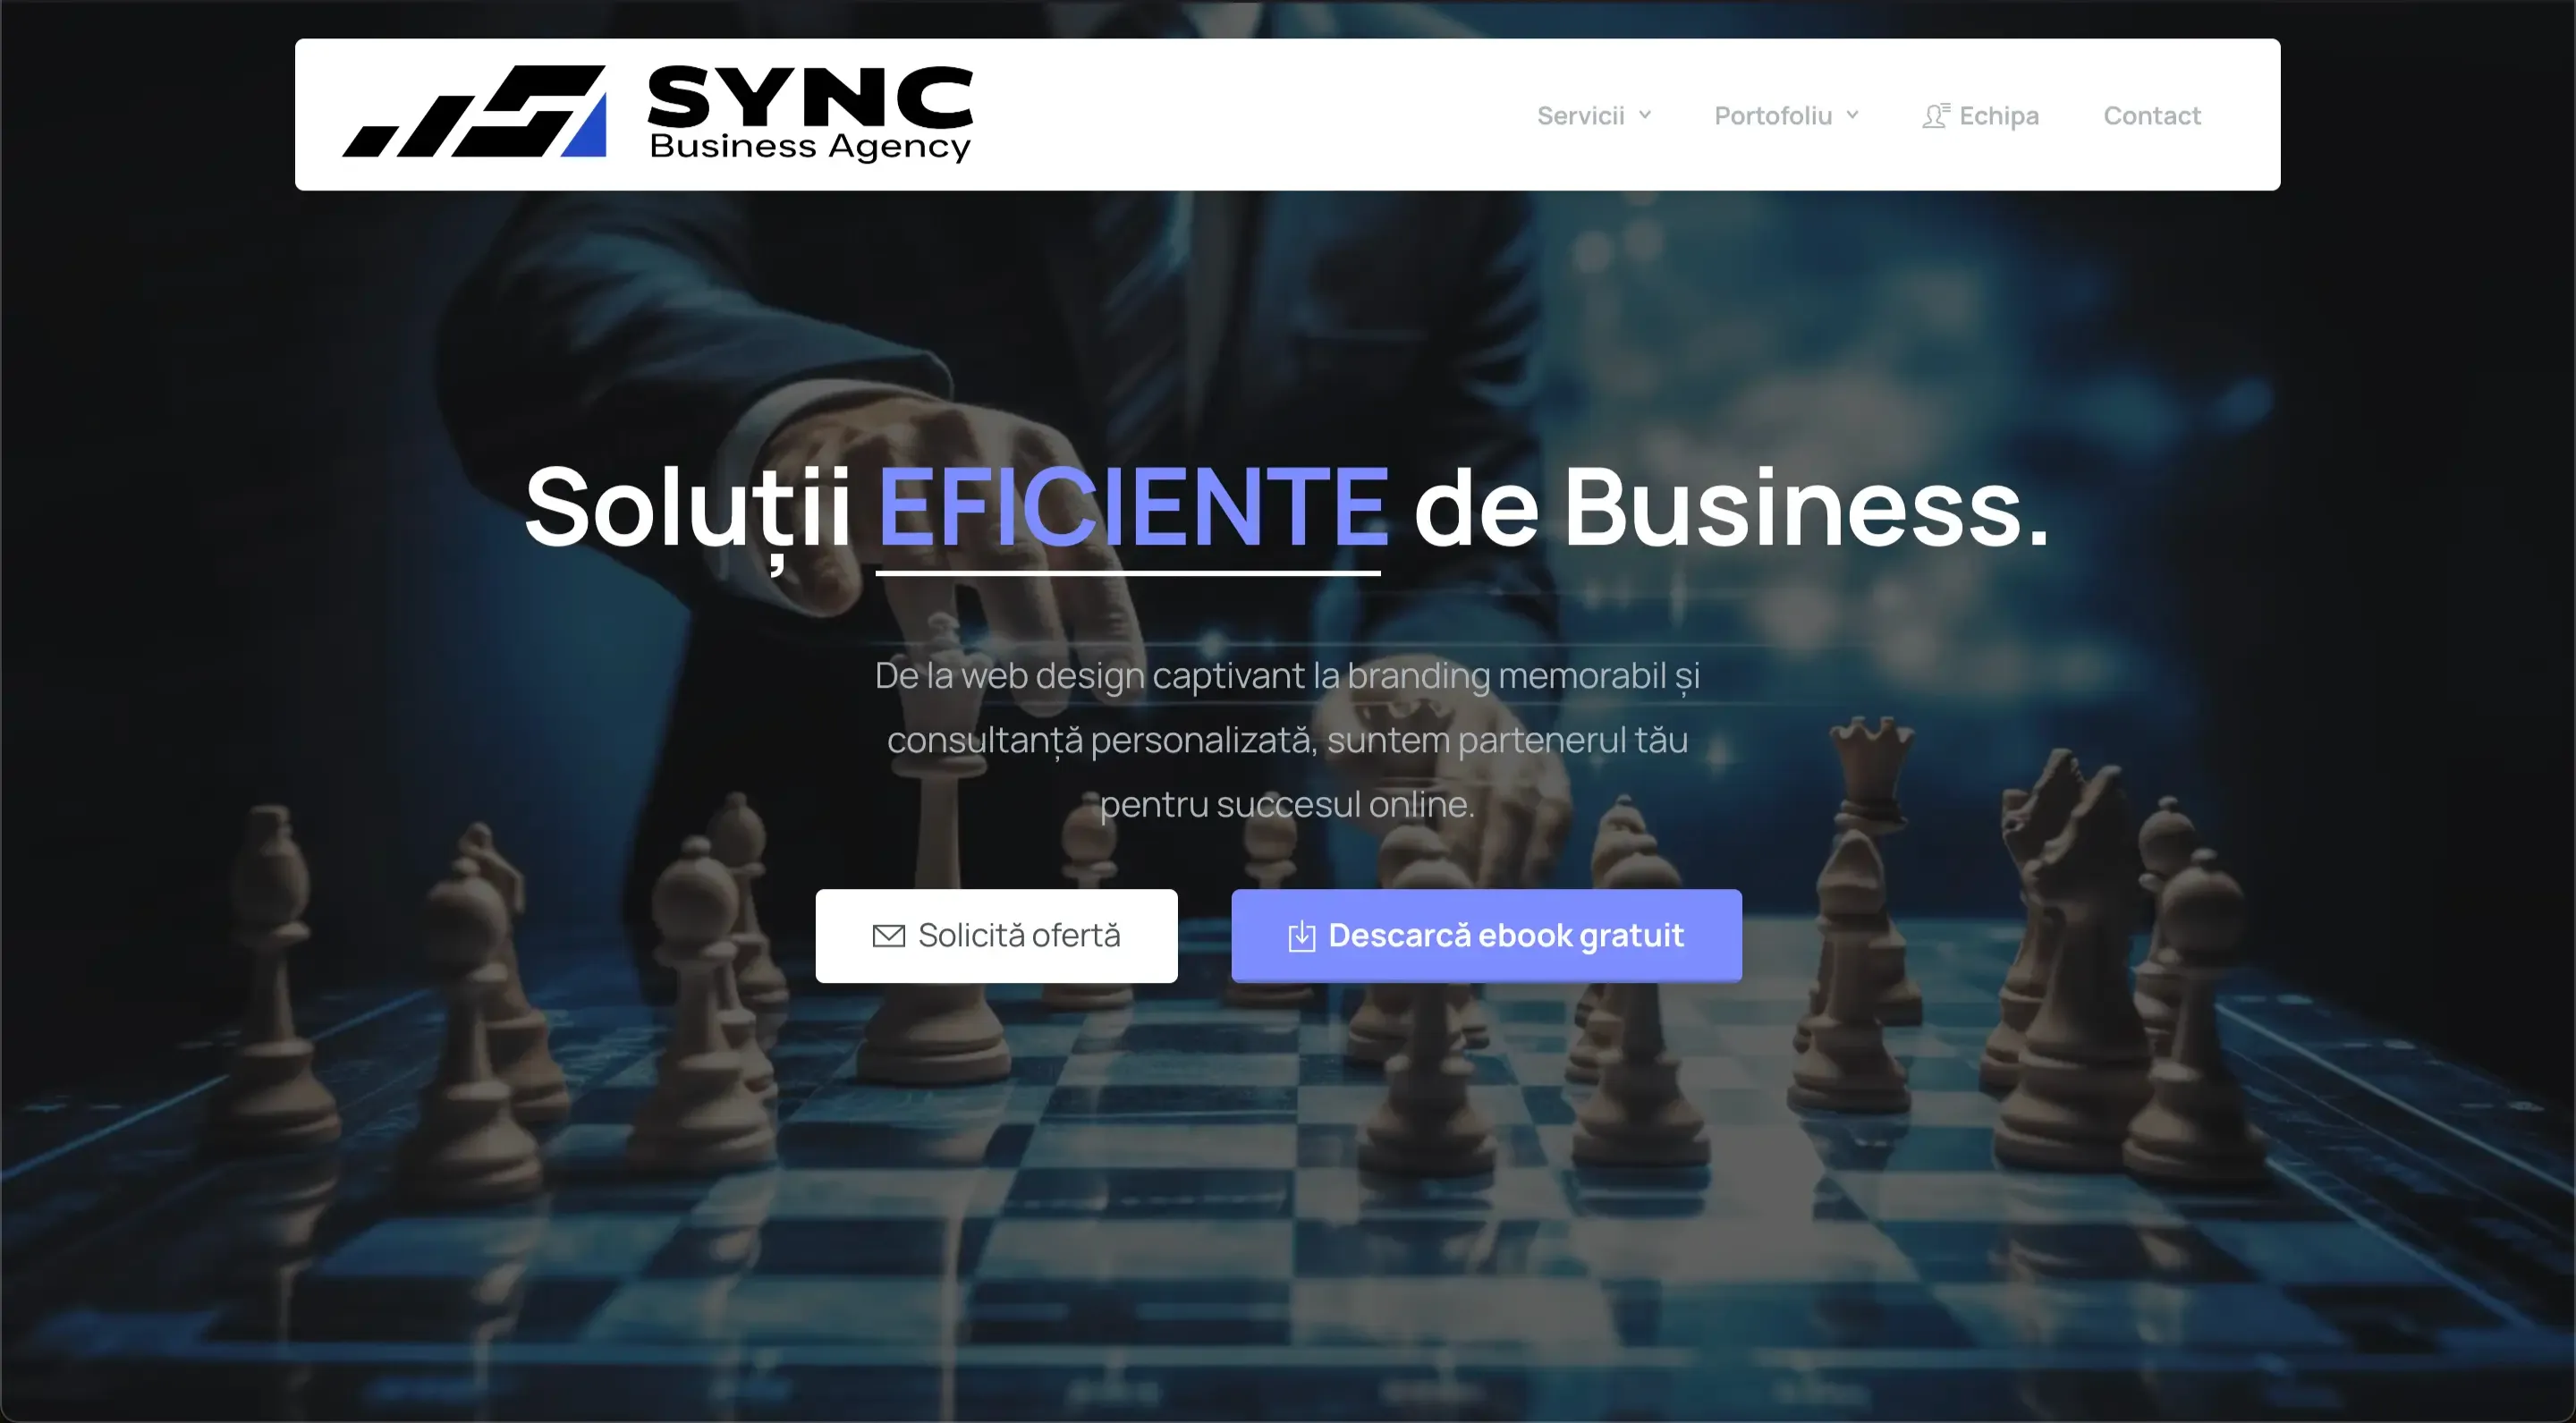 SYNC
Business Agency
Servicii
Portofoliu
Echipa
Contact
Soluții EFICIENTE de Business.
De la web design captivant la branding memorabil și
consultanță personalizată, suntem partenerul tău
pentru succesul online.
Solicită ofertă
Descarcă ebook gratuit